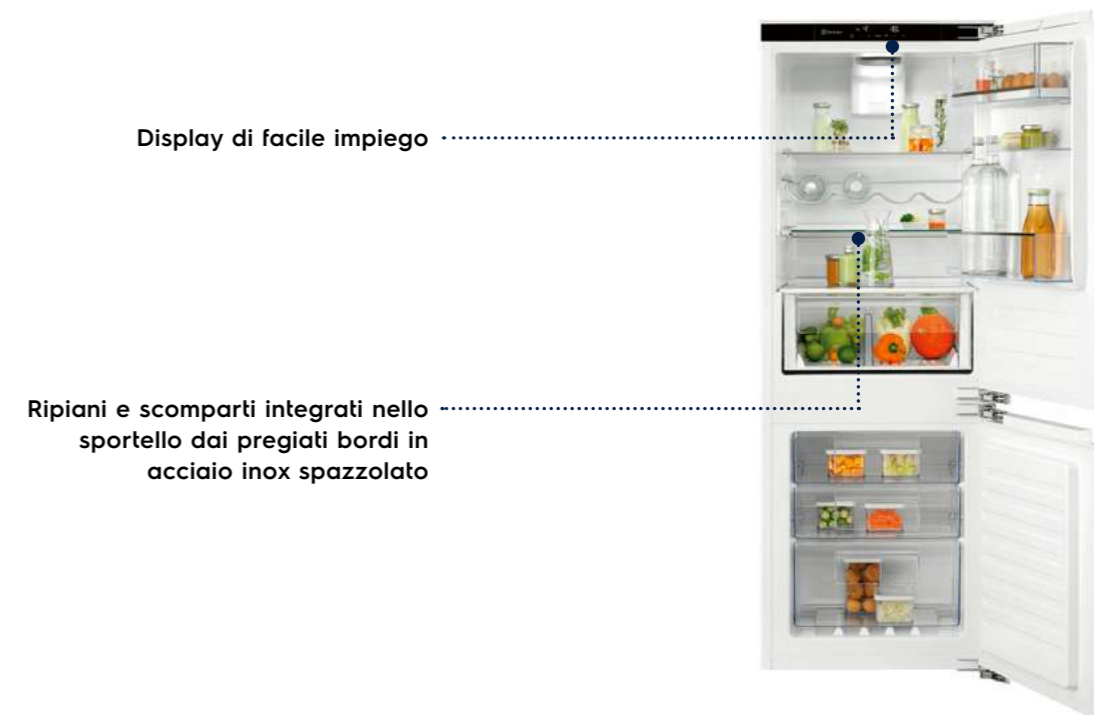 Display di facile impiego
Ripiani e scomparti integrati nello
sportello dai pregiati bordi in
acciaio inox spazzolato